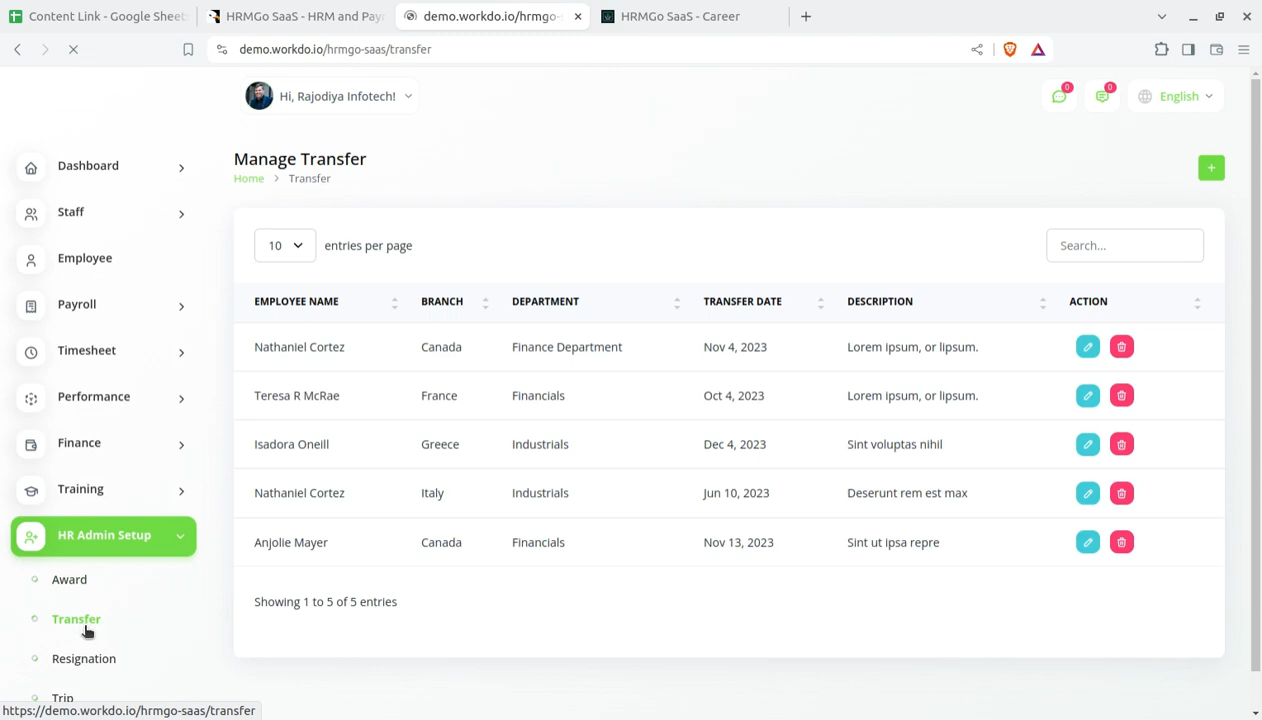 Content Link - Google Sheet
HRMGo SaaS - HRM and Payr
demo.workdo.io/hrmgo-s
HRMGo SaaS - Career
demo.workdo.io/hrmgo-saas/transfer
Hi, Rajodiya Infotech!
0
0
English
Dashboard
Staff
Employee
Payroll
Timesheet
Performance
Finance
Training
HR Admin Setup
Award
Transfer
Resignation
Trip
Manage Transfer
Home > Transfer
+
10 entries per page
Search...
EMPLOYEE NAME BRANCH DEPARTMENT TRANSFER DATE DESCRIPTION ACTION
Nathaniel Cortez Canada Finance Department Nov 4, 2023 Lorem ipsum, or lipsum.
Teresa R McRae France Financials Oct 4, 2023 Lorem ipsum, or lipsum.
Isadora Oneill Greece Industrials Dec 4, 2023 Sint voluptas nihil
Nathaniel Cortez Italy Industrials Jun 10, 2023 Deserunt rem est max
Anjolie Mayer Canada Financials Nov 13, 2023 Sint ut ipsa repre
Showing 1 to 5 of 5 entries
https://demo.workdo.io/hrmgo-saas/transfer